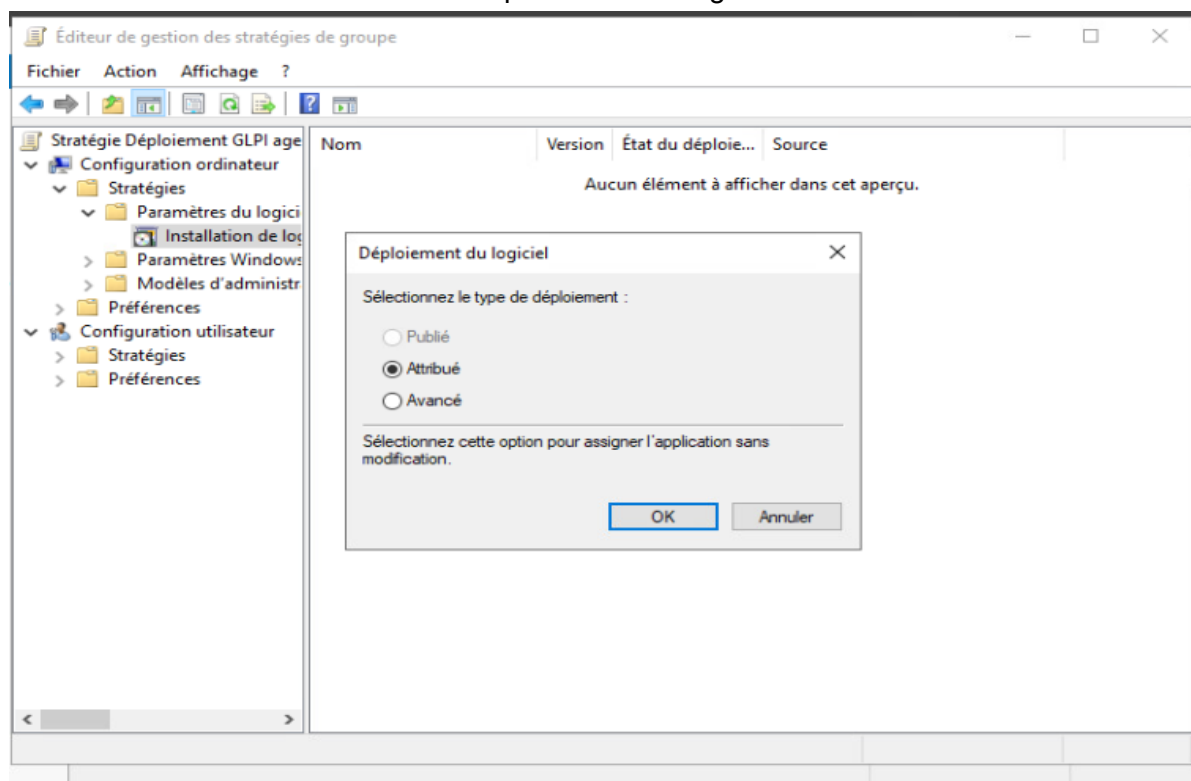 Éditeur de gestion des stratégies de groupe
Fichier Action Affichage ?
Stratégie Déploiement GLPI age
Configuration ordinateur
Stratégies
Paramètres du logici
Installation de log
Paramètres Windows
Modèles d'administr
Préférences
Configuration utilisateur
Stratégies
Préférences
Nom Version État du déploie... Source
Aucun élément à afficher dans cet aperçu.
Déploiement du logiciel
Sélectionnez le type de déploiement :
Publié
Attribué
Avancé
Sélectionnez cette option pour assigner l'application sans
modification.
OK Annuler